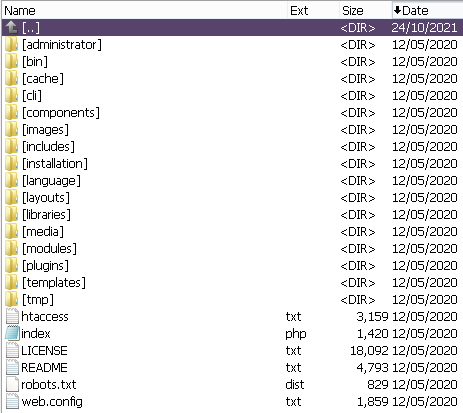 Name Ext Size Date
[..] <DIR> 24/10/2021
[administrator] <DIR> 12/05/2020
[bin] <DIR> 12/05/2020
[cache] <DIR> 12/05/2020
[cli] <DIR> 12/05/2020
[components] <DIR> 12/05/2020
[images] <DIR> 12/05/2020
[includes] <DIR> 12/05/2020
[installation] <DIR> 12/05/2020
[language] <DIR> 12/05/2020
[layouts] <DIR> 12/05/2020
[libraries] <DIR> 12/05/2020
[media] <DIR> 12/05/2020
[modules] <DIR> 12/05/2020
[plugins] <DIR> 12/05/2020
[templates] <DIR> 12/05/2020
[tmp] <DIR> 12/05/2020
htaccess txt 3,159 12/05/2020
index php 1,420 12/05/2020
LICENSE txt 18,092 12/05/2020
README txt 4,793 12/05/2020
robots.txt dist 829 12/05/2020
web.config txt 1,859 12/05/2020